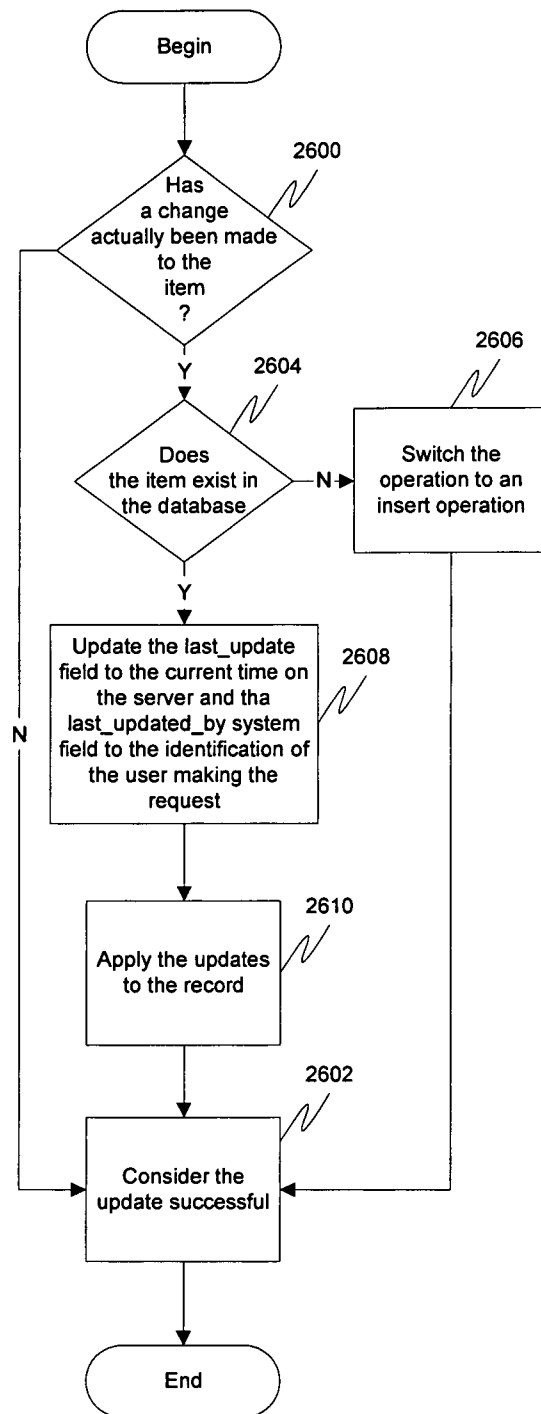 Begin
2600
Has
a change
actually been made
to the
item
?
Y
2604
2606
Does
the item exist in
the database
N
Switch the
operation to an
insert operation
Y
Update the last_update
field to the current time on
the server and tha
last_updated_by system
field to the identification of
the user making the
request
2608
N
2610
Apply the updates
to the record
2602
Consider the
update successful
End